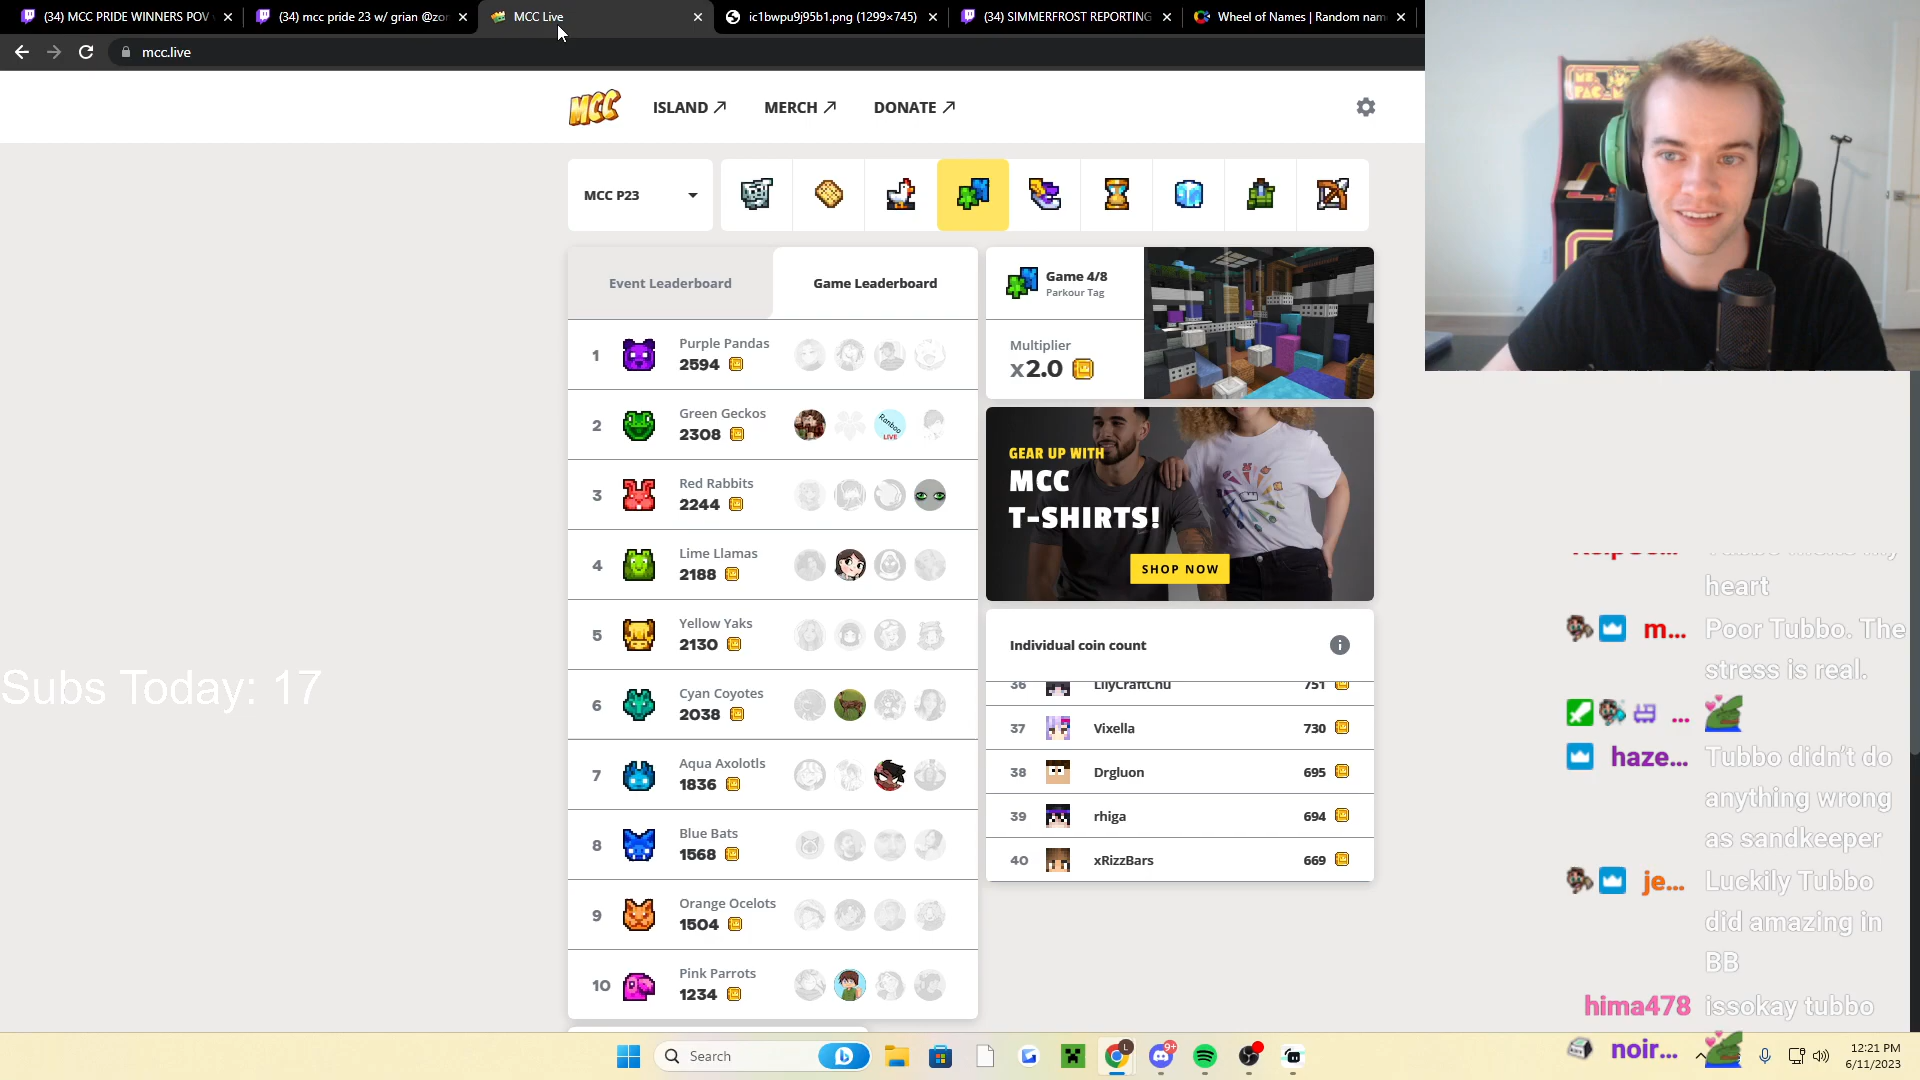 (34) MCC PRIDE WINNERS POV
(34) mcc pride 23 w/ grian @zor
MCC Live
ic1bwpu9j95b1.png (1299×745)
(34) SIMMERFROST REPORTING
Wheel of Names | Random nam
mcc.live
MCC
ISLAND
MERCH
DONATE
MCC P23
Event Leaderboard
Game Leaderboard
1 Purple Pandas
2594
2 Green Geckos
2308
Ranboo
LIVE
3 Red Rabbits
2244
4 Lime Llamas
2188
5 Yellow Yaks
2130
6 Cyan Coyotes
2038
7 Aqua Axolotls
1836
8 Blue Bats
1568
9 Orange Ocelots
1504
10 Pink Parrots
1234
Game 4/8
Parkour Tag
Multiplier
x2.0
GEAR UP WITH
MCC
T-SHIRTS!
SHOP NOW
Individual coin count
36 LilyCraftChu 751
37 Vixella 730
38 Drgluon 695
39 rhiga 694
40 xRizzBars 669
Subs Today: 17
heart
m... Poor Tubbo. The
stress is real.
...
haze... Tubbo didn't do
anything wrong
as sandkeeper
je... Luckily Tubbo
did amazing in
BB
hima478 issokay tubbo
noir...
Search
L
9+
12:21 PM
6/11/2023